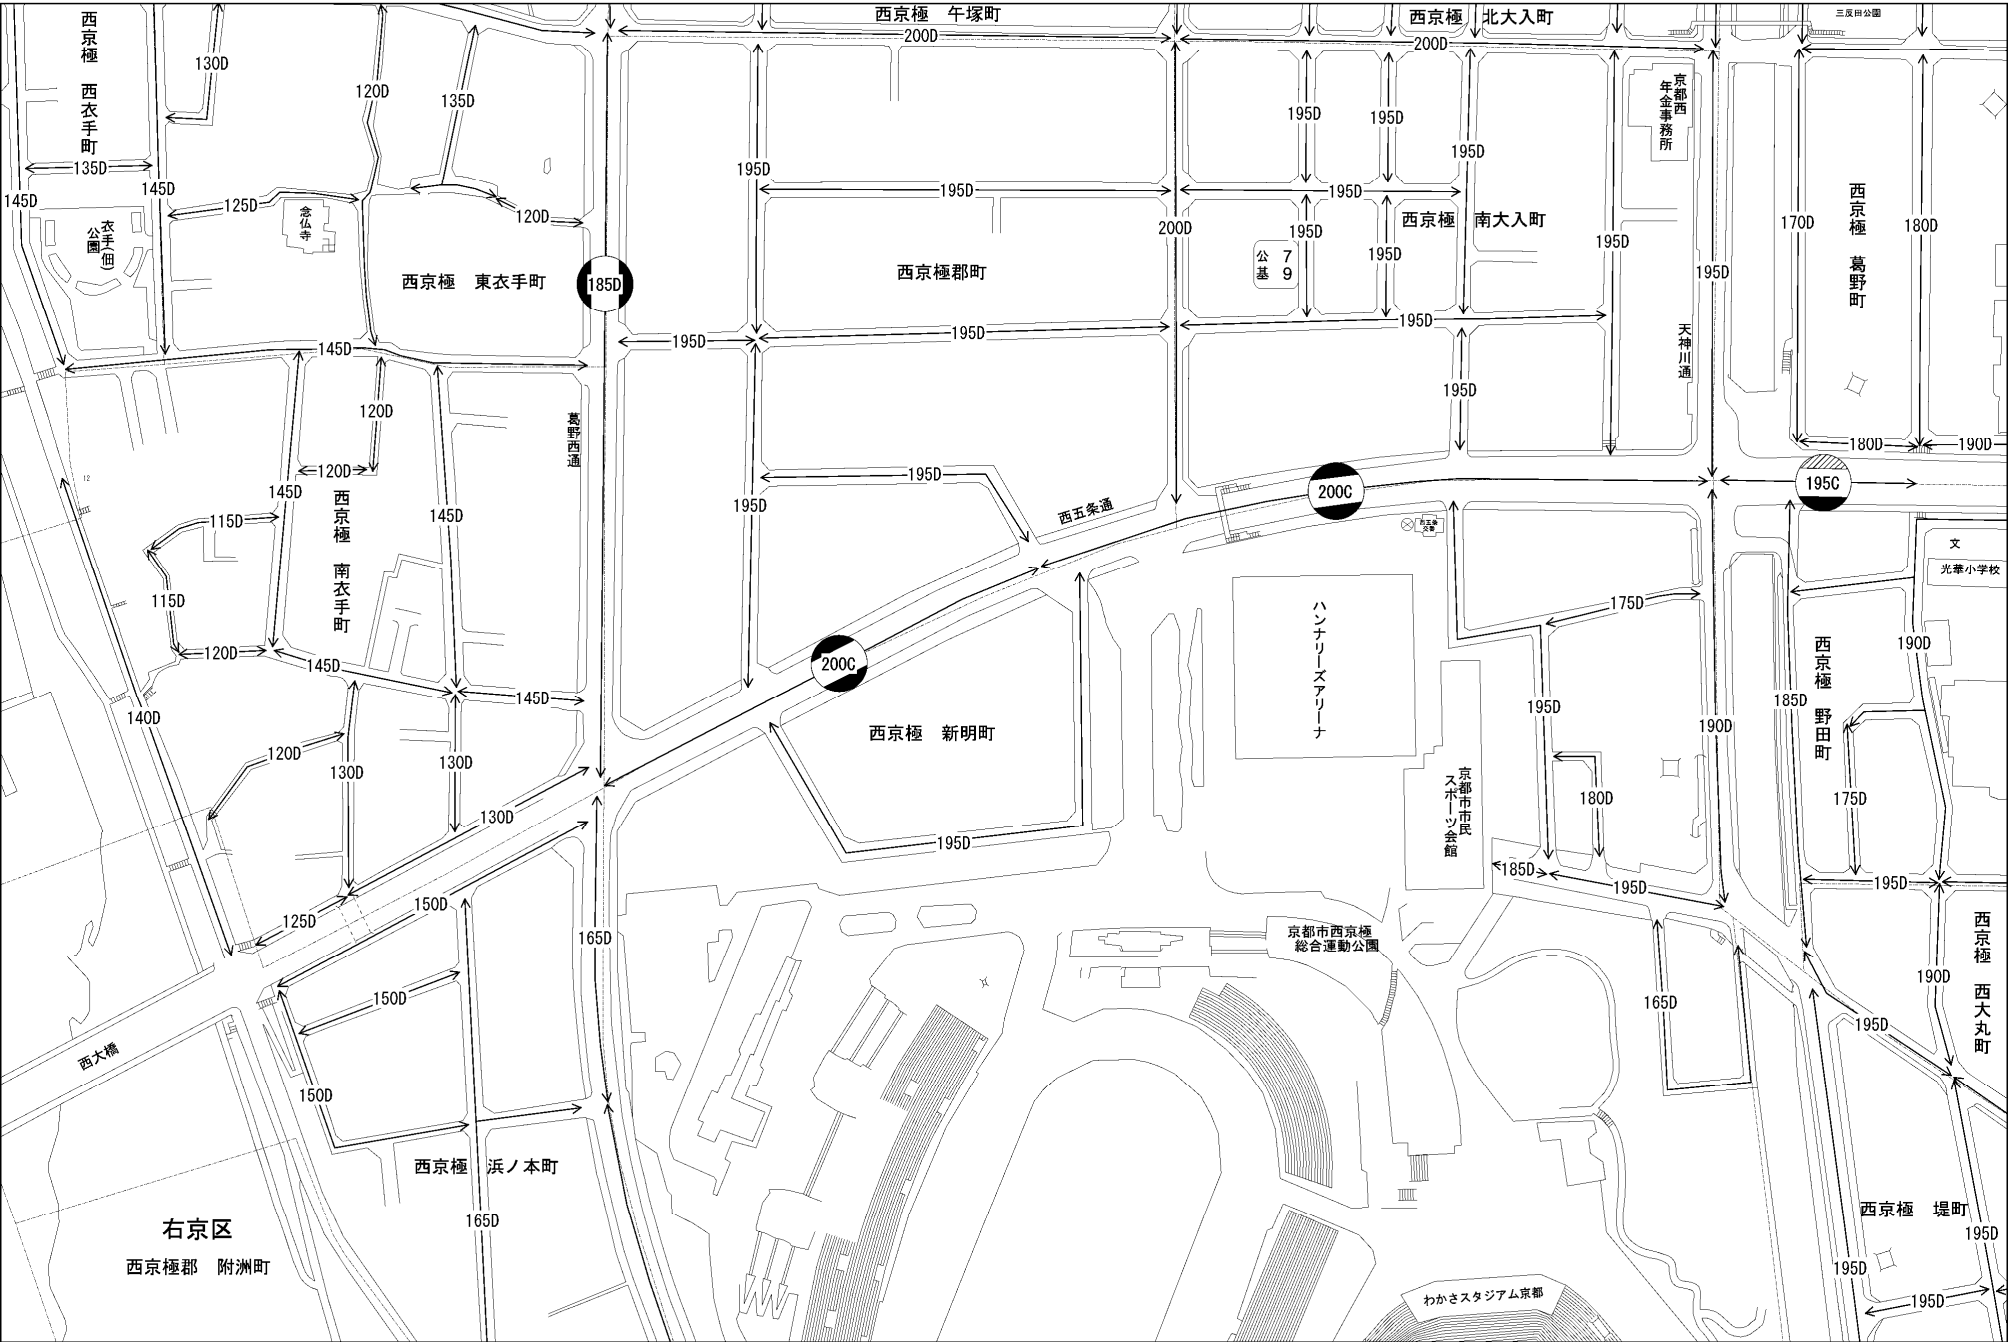 西京極 午塚町
西京極 北大入町
三反田公園
西京極 西衣手町
200D
200D
130D
120D
135D
京都西
年金事務所
195D
195D
135D
145D
145D
195D
195D
195D
195D
125D
念仏寺
120D
衣手(佃)
公園
西京極 南大入町
200D
195D
195D
195D
195D
170D
180D
西京極 葛野町
西京極 東衣手町
185D
西京極郡町
公基
7
9
195D
195D
195D
145D
天神川通
120D
195D
葛野西通
180D
190D
120D
12
145D
西京極 南衣手町
195D
195D
145D
115D
西五条通
200C
195C
西五条
交番
文
光華小学校
115D
ハンナリーズアリーナ
175D
120D
145D
145D
200C
西京極 野田町
190D
140D
西京極 新明町
195D
190D
185D
120D
130D
130D
京都市市民
スポーツ会館
180D
175D
130D
195D
185D
195D
195D
125D
150D
165D
京都市西京極
総合運動公園
西京極 西大丸町
150D
165D
190D
195D
西大橋
150D
西京極 浜ノ本町
165D
右京区
西京極郡 附洲町
西京極 堤町
195D
195D
195D
わかさスタジアム京都